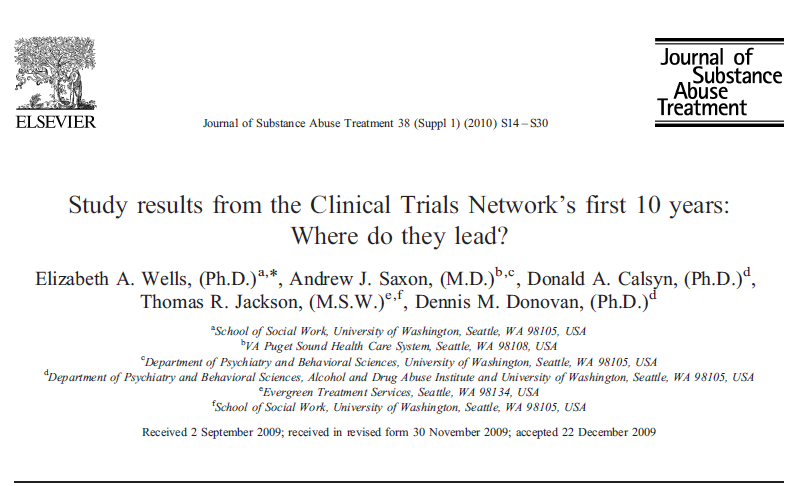 ELSEVIER
Journal of
Substance
Abuse
Treatment
Journal of Substance Abuse Treatment 38 (Suppl 1) (2010) S14–S30
Study results from the Clinical Trials Network's first 10 years:
Where do they lead?
Elizabeth A. Wells, (Ph.D.)a,*, Andrew J. Saxon, (M.D.)b,c, Donald A. Calsyn, (Ph.D.)d,
Thomas R. Jackson, (M.S.W.)e,f, Dennis M. Donovan, (Ph.D.)d
aSchool of Social Work, University of Washington, Seattle, WA 98105, USA
bVA Puget Sound Health Care System, Seattle, WA 98108, USA
cDepartment of Psychiatry and Behavioral Sciences, University of Washington, Seattle, WA 98105, USA
dDepartment of Psychiatry and Behavioral Sciences, Alcohol and Drug Abuse Institute and University of Washington, Seattle, WA 98105, USA
eEvergreen Treatment Services, Seattle, WA 98134, USA
fSchool of Social Work, University of Washington, Seattle, WA 98105, USA
Received 2 September 2009; received in revised form 30 November 2009; accepted 22 December 2009